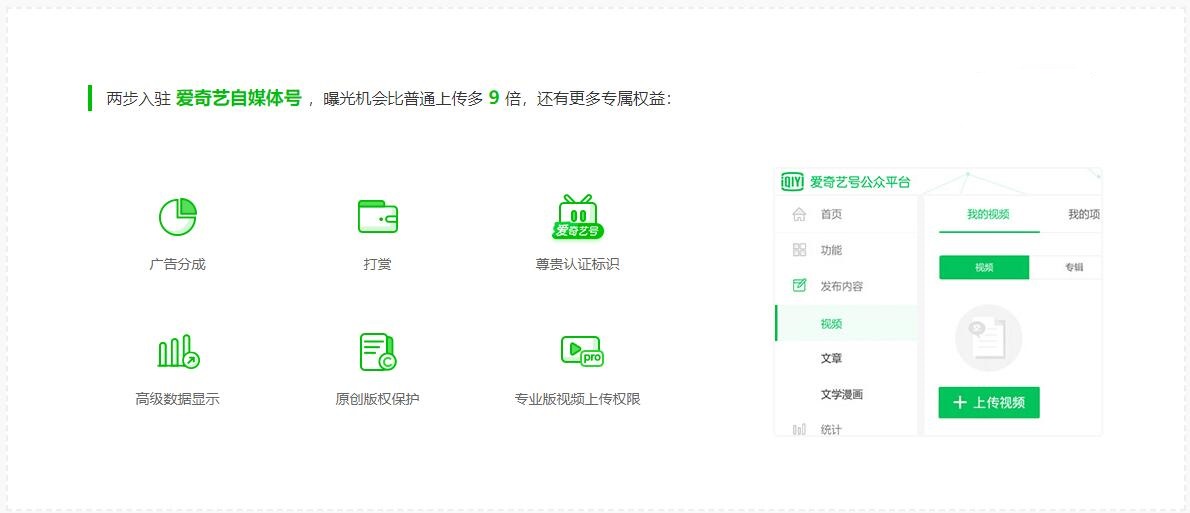 两步入驻 爱奇艺自媒体号 ，曝光机会比普通上传多 9 倍，还有更多专属权益：
广告分成
打赏
爱奇艺号
尊贵认证标识
高级数据显示
原创版权保护
pro
专业版视频上传权限
iQIYI 爱奇艺号公众平台
首页
功能
发布内容
视频
文章
文学漫画
统计
我的视频
我的项
视频
专辑
上传视频